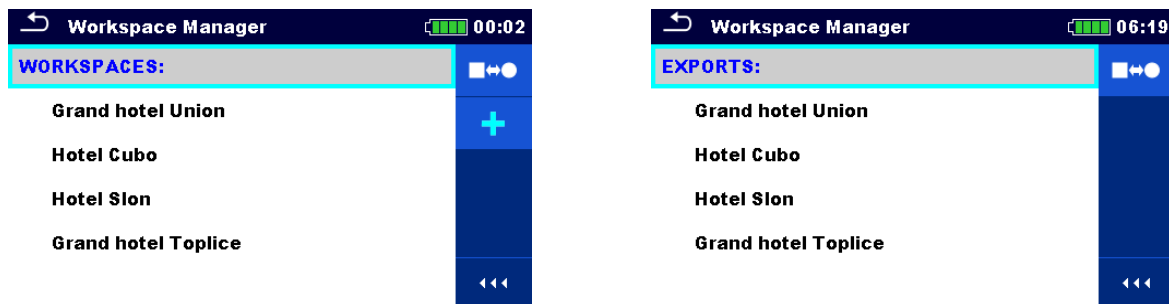 Workspace Manager 00:02
WORKSPACES:
Grand hotel Union
Hotel Cubo
Hotel Slon
Grand hotel Toplice
Workspace Manager 06:19
EXPORTS:
Grand hotel Union
Hotel Cubo
Hotel Slon
Grand hotel Toplice